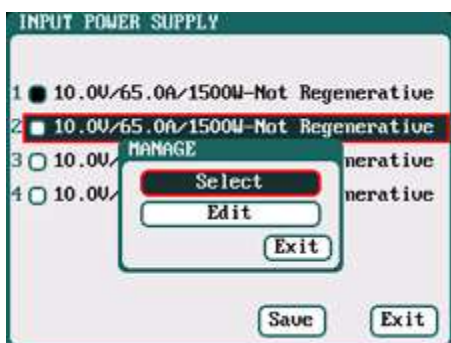 INPUT POWER SUPPLY
1 10.0V/65.0A/1500W-Not Regenerative
2 10.0V/65.0A/1500W-Not Regenerative
3 10.0V/ nerative
4 10.0V/ nerative
MANAGE
Select
Edit
Exit
Save Exit